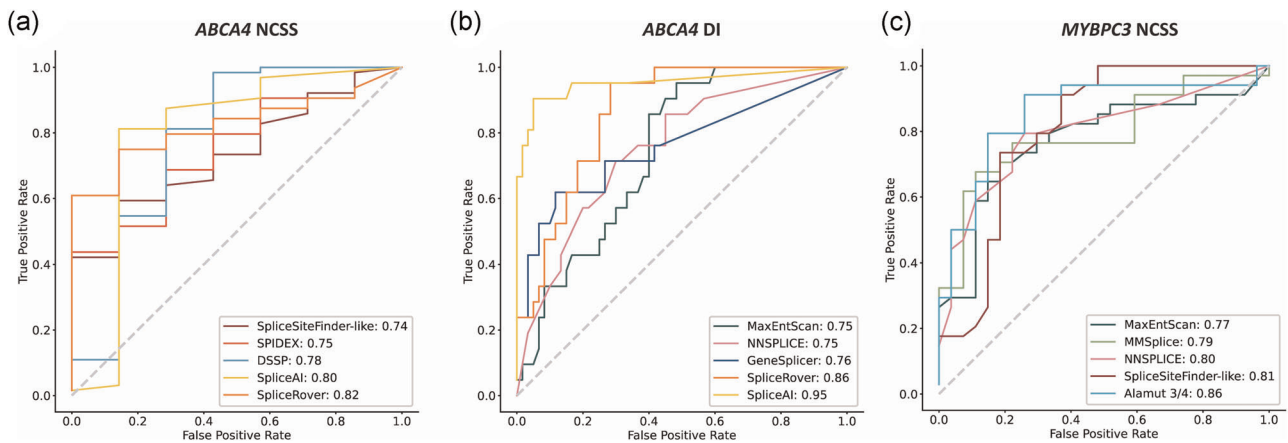 (a)
ABCA4 NCSS
True Positive Rate
1.0
0.8
0.6
0.4
0.2
0.0
0.0 0.2 0.4 0.6 0.8 1.0
False Positive Rate
SpliceSiteFinder-like: 0.74
SPIDEX: 0.75
DSSP: 0.78
SpliceAI: 0.80
SpliceRover: 0.82
(b)
ABCA4 DI
True Positive Rate
1.0
0.8
0.6
0.4
0.2
0.0
0.0 0.2 0.4 0.6 0.8 1.0
False Positive Rate
MaxEntScan: 0.75
NNSPLICE: 0.75
GeneSplicer: 0.76
SpliceRover: 0.86
SpliceAI: 0.95
(c)
MYBPC3 NCSS
True Positive Rate
1.0
0.8
0.6
0.4
0.2
0.0
0.0 0.2 0.4 0.6 0.8 1.0
False Positive Rate
MaxEntScan: 0.77
MMSplice: 0.79
NNSPLICE: 0.80
SpliceSiteFinder-like: 0.81
Alamut 3/4: 0.86